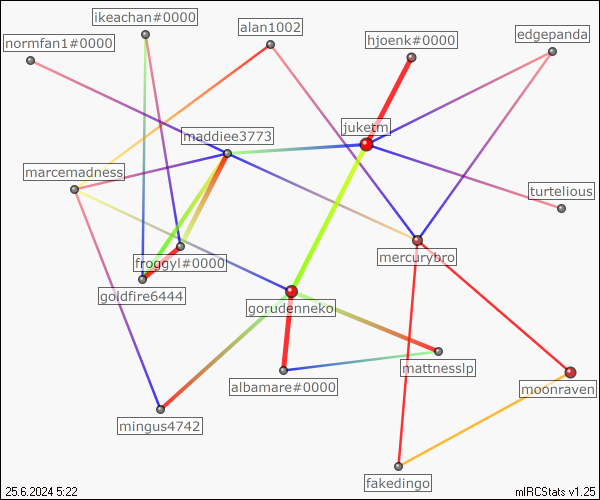 ikeachan#0000
alan1002
normfan1#0000
hjoenk#0000
edgepanda
juketm
maddiee3773
marcemadness
turtelious
froggyl#0000
mercurybro
goldfire6444
gorudenneko
mattnesslp
albamare#0000
moonraven
mingus4742
fakedingo
25.6.2024 5:22
mIRCStats v1.25